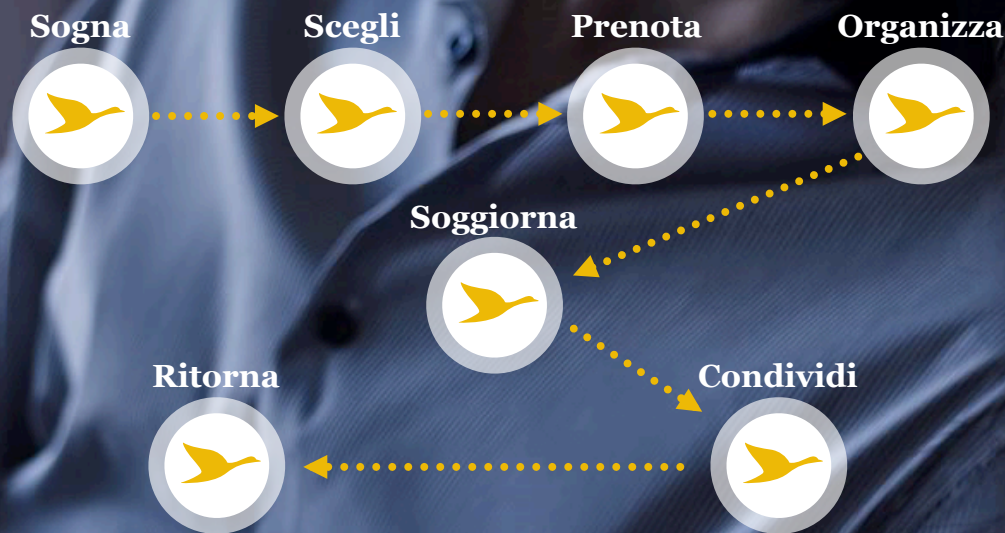 Sogna
Scegli
Prenota
Organizza
Soggiorna
Condividi
Ritorna